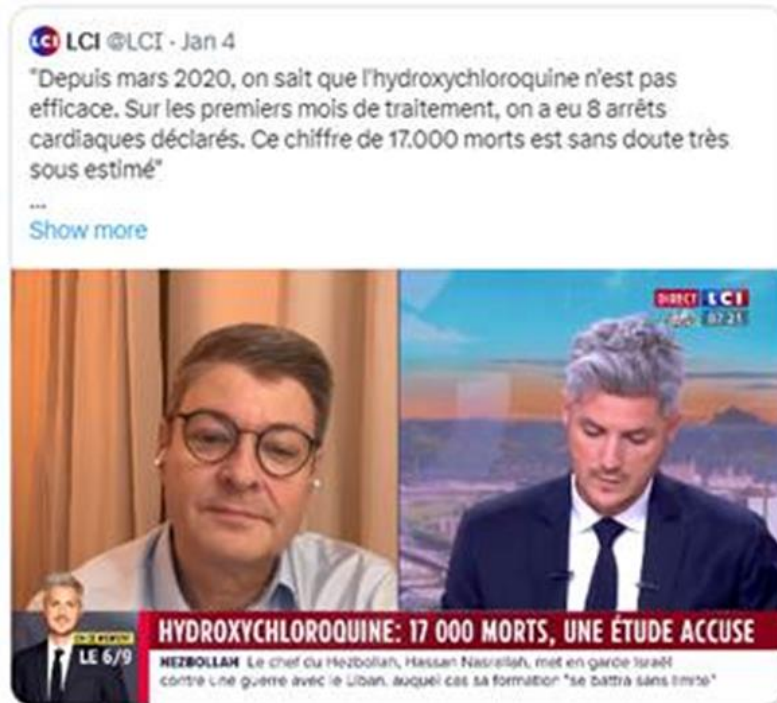 LCI LCI @LCI · Jan 4
"Depuis mars 2020, on sait que l'hydroxychloroquine n'est pas
efficace. Sur les premiers mois de traitement, on a eu 8 arrêts
cardiaques déclarés. Ce chiffre de 17.000 morts est sans doute très
sous estimé"
...
Show more
DIRECT LCI
07:21
EN CE MOMENT
LE 6/9
HYDROXYCHLOROQUINE: 17 000 MORTS, UNE ÉTUDE ACCUSE
HEZBOLLAH Le chef du Hezbollah, Hassan Nasrallah, met en garde Israël
contre une guerre avec le Liban, auquel cas sa formation "se battra sans limite"